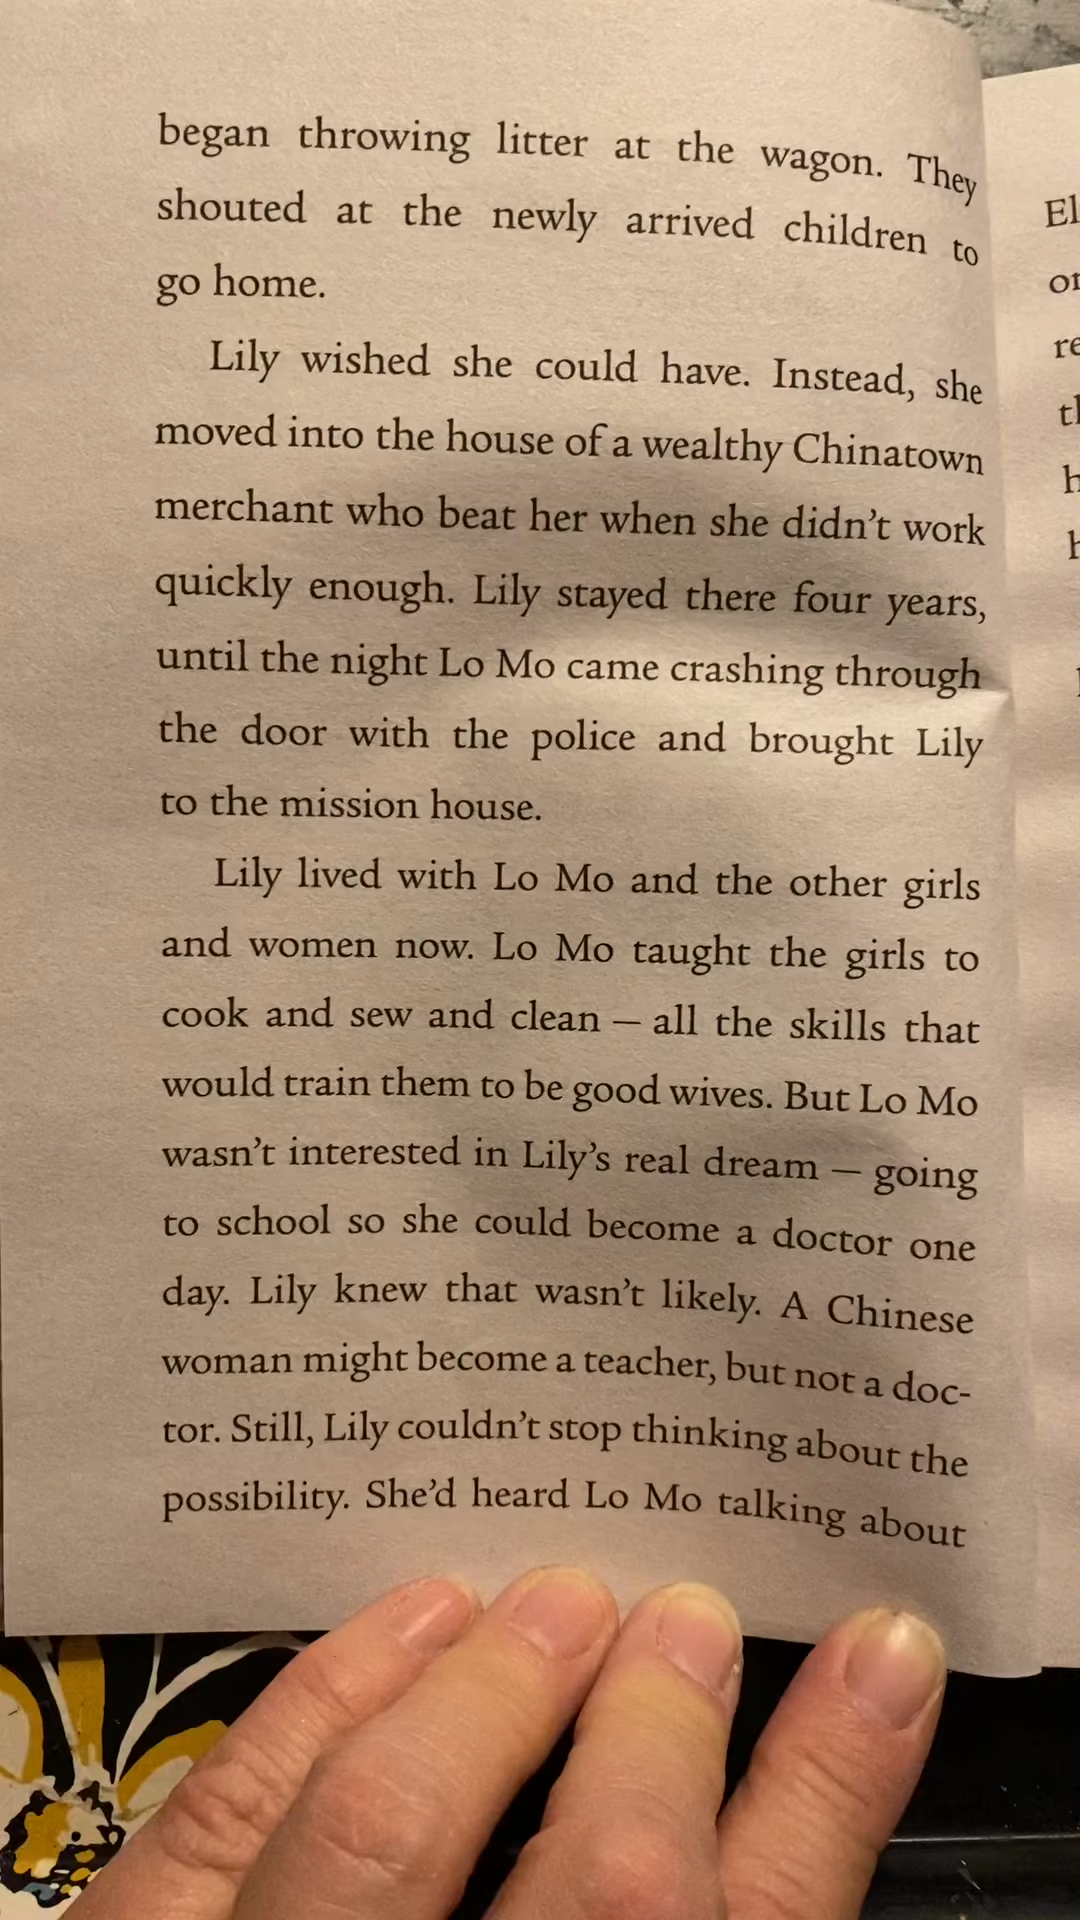 began throwing litter at the wagon. They
shouted at the newly arrived children to
go home.
Lily wished she could have. Instead, she
moved into the house of a wealthy Chinatown
merchant who beat her when she didn’t work
quickly enough. Lily stayed there four years,
until the night Lo Mo came crashing through
the door with the police and brought Lily
to the mission house.
Lily lived with Lo Mo and the other girls
and women now. Lo Mo taught the girls to
cook and sew and clean — all the skills that
would train them to be good wives. But Lo Mo
wasn’t interested in Lily’s real dream — going
to school so she could become a doctor one
day. Lily knew that wasn’t likely. A Chinese
woman might become a teacher, but not a doc-
tor. Still, Lily couldn’t stop thinking about the
possibility. She’d heard Lo Mo talking about